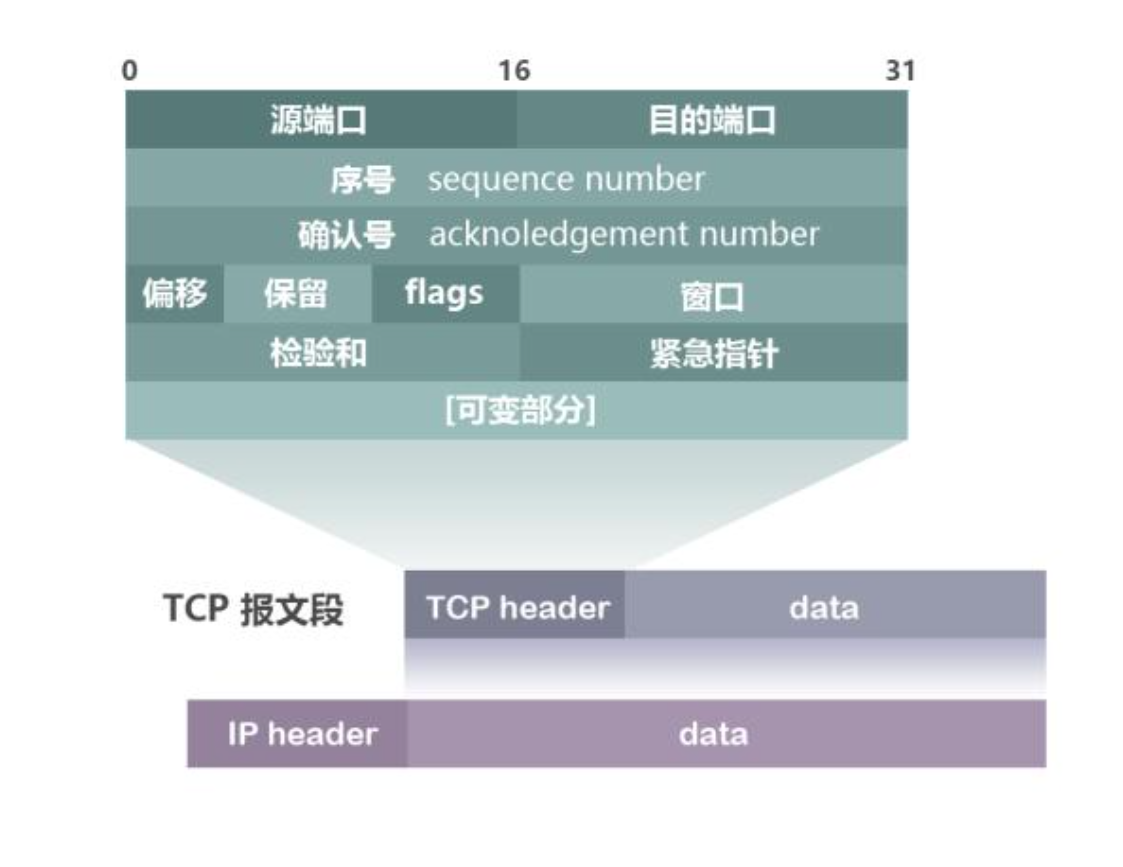 0 16 31
源端口 目的端口
序号 sequence number
确认号 acknoledgement number
偏移 保留 flags 窗口
检验和 紧急指针
[可变部分]
TCP 报文段 TCP header data
IP header data